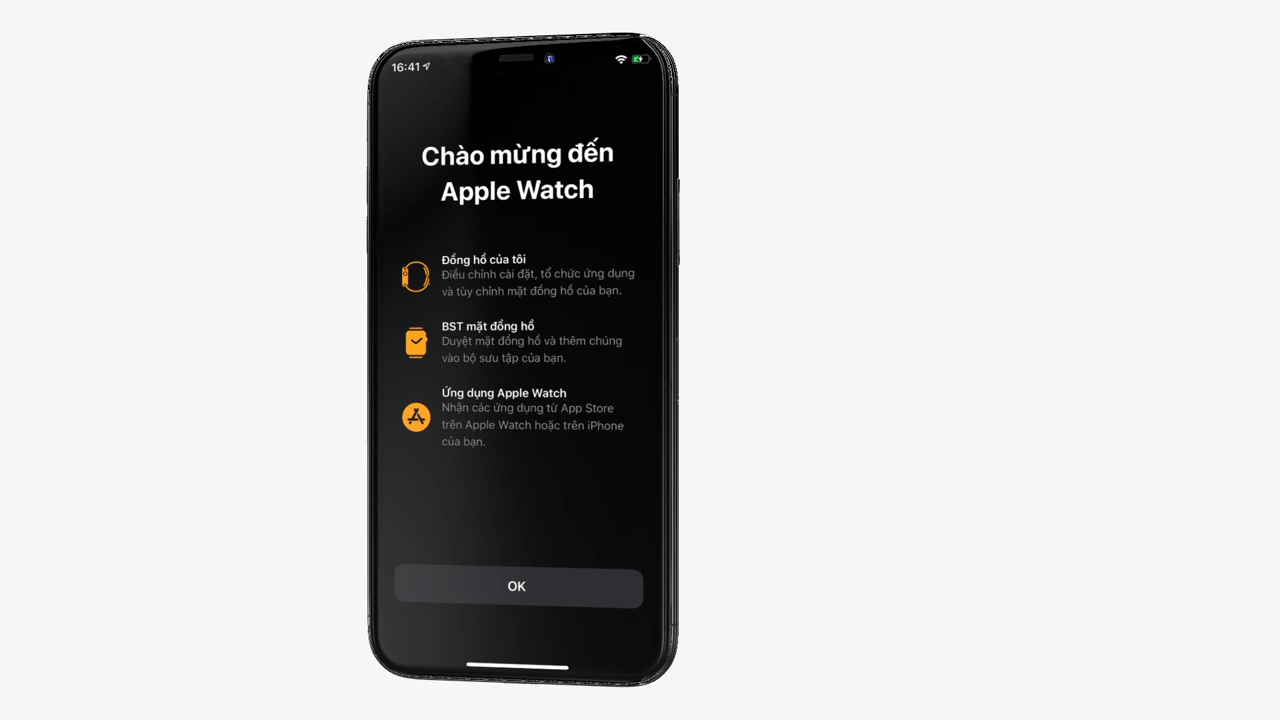 16:41
Chào mừng đến
Apple Watch
Đồng hồ của tôi
Điều chỉnh cài đặt, tổ chức ứng dụng
và tùy chỉnh mặt đồng hồ của bạn.
BST mặt đồng hồ
Duyệt mặt đồng hồ và thêm chúng
vào bộ sưu tập của bạn.
Ứng dụng Apple Watch
Nhận các ứng dụng từ App Store
trên Apple Watch hoặc trên iPhone
của bạn.
OK